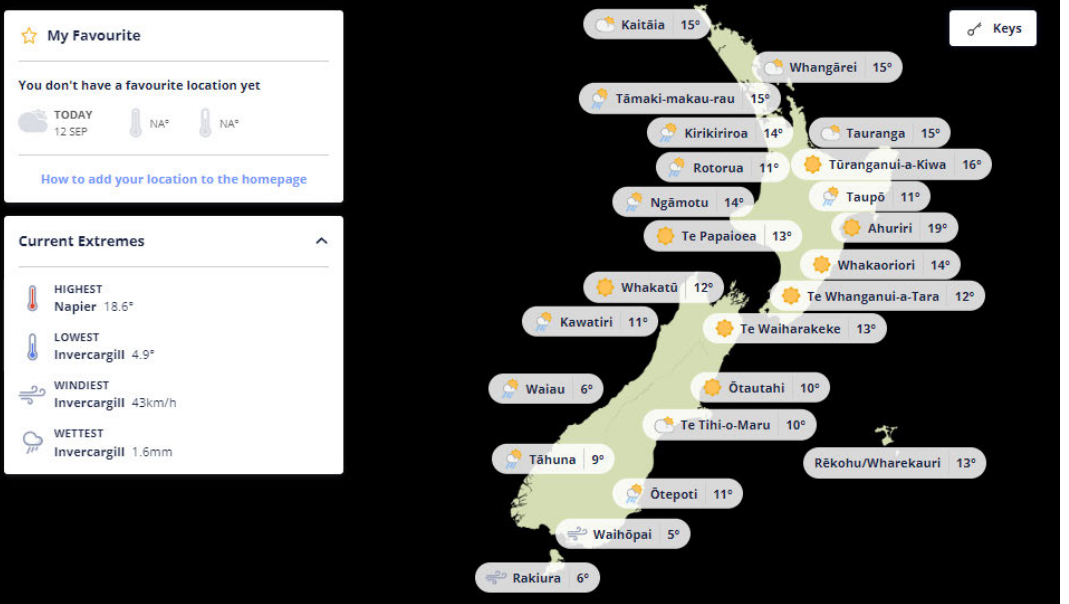 My Favourite
You don't have a favourite location yet
TODAY
12 SEP
NA°
NA°
How to add your location to the homepage
Current Extremes
HIGHEST
Napier 18.6°
LOWEST
Invercargill 4.9°
WINDIEST
Invercargill 43km/h
WETTEST
Invercargill 1.6mm
Keys
Kaitāia 15°
Whangārei 15°
Tāmaki-makau-rau 15°
Kirikiriroa 14°
Tauranga 15°
Rotorua 11°
Tūranganui-a-Kiwa 16°
Ngāmotu 14°
Taupō 11°
Te Papaioea 13°
Ahuriri 19°
Whakaoriori 14°
Whakatū 12°
Te Whanganui-a-Tara 12°
Kawatiri 11°
Te Waiharakeke 13°
Waiau 6°
Ōtautahi 10°
Te Tihi-o-Maru 10°
Tāhuna 9°
Rēkohu/Wharekauri 13°
Ōtepoti 11°
Waihōpai 5°
Rakiura 6°